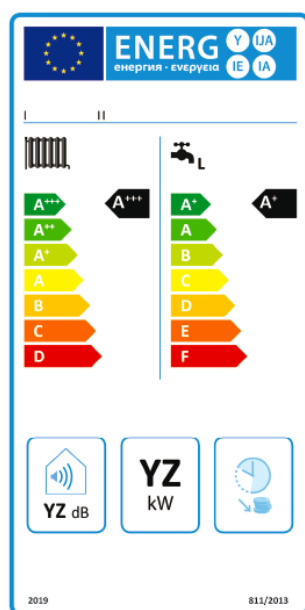 ENERG Y IJA
енергия · ενεργεια IE IA
I II
L
A+++ A+++ A+ A+
A++ A
A+ B
A C
B D
C E
D F
YZ dB
YZ
kW
2019 811/2013